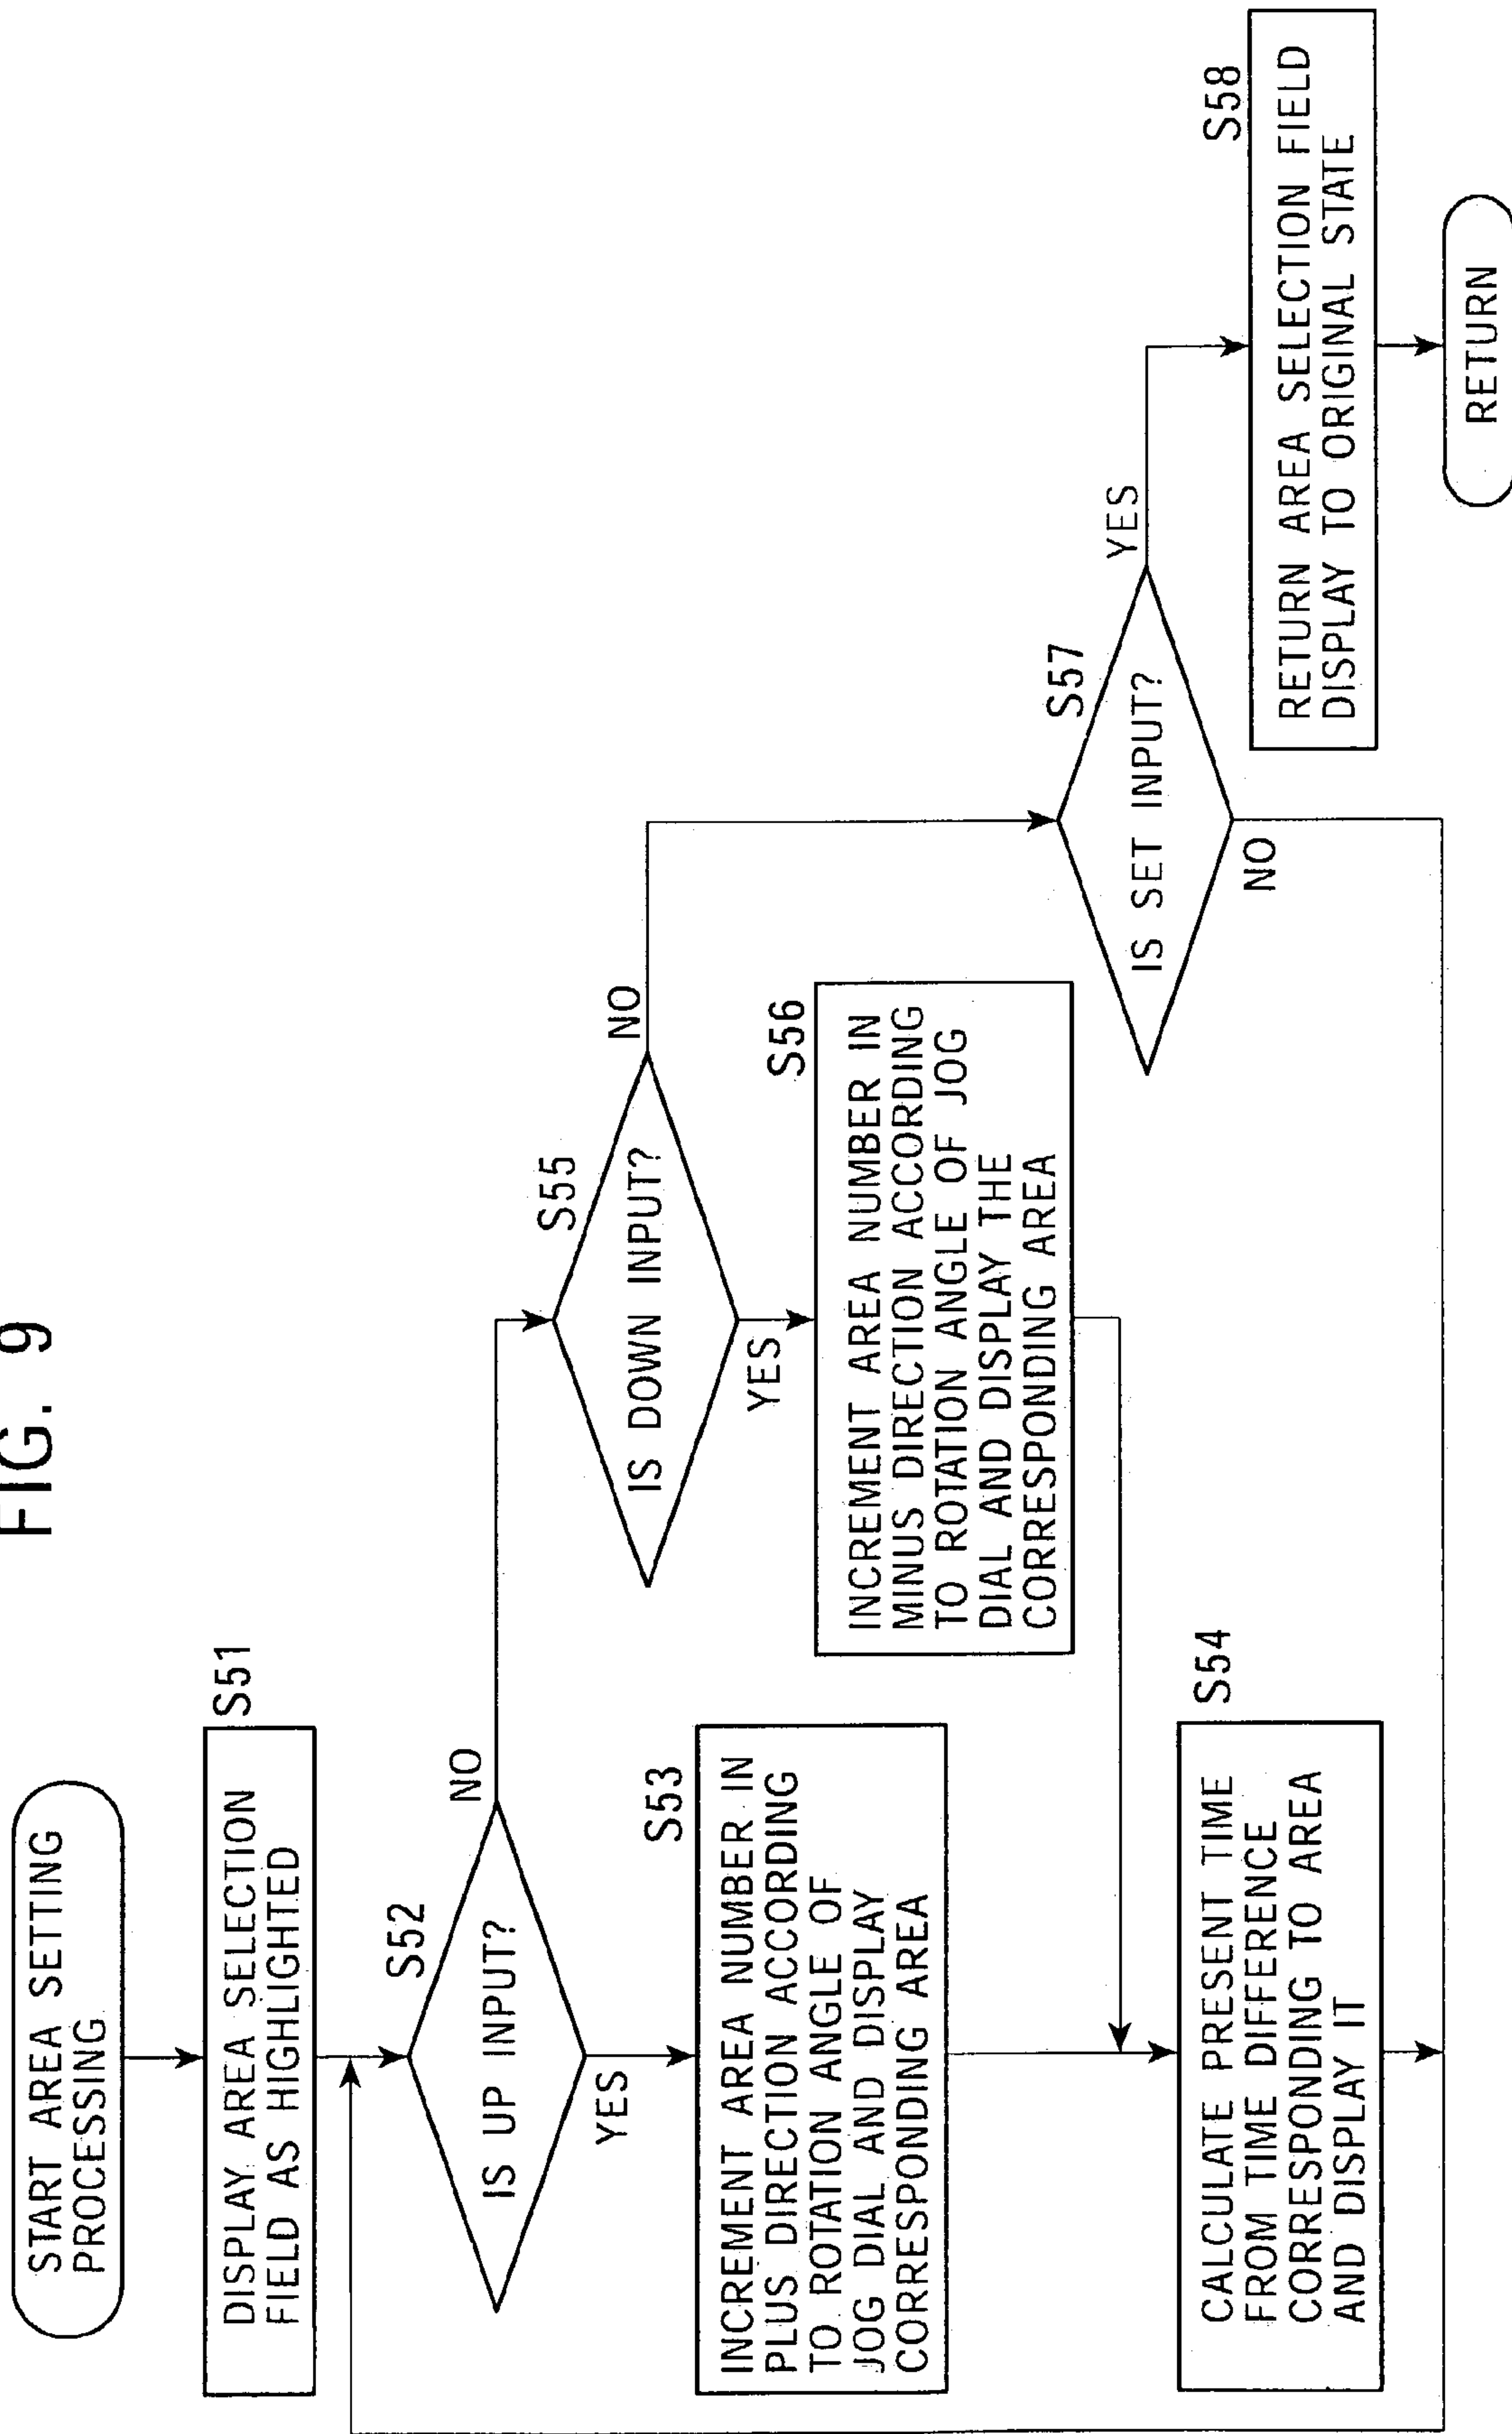 FIG. 9
START AREA SETTING
PROCESSING
S51
DISPLAY AREA SELECTION
FIELD AS HIGHLIGHTED
S52
IS UP INPUT?
NO
YES
S53
INCREMENT AREA NUMBER IN
PLUS DIRECTION ACCORDING
TO ROTATION ANGLE OF
JOG DIAL AND DISPLAY
CORRESPONDING AREA
S54
CALCULATE PRESENT TIME
FROM TIME DIFFERENCE
CORRESPONDING TO AREA
AND DISPLAY IT
S55
IS DOWN INPUT?
NO
YES
S56
INCREMENT AREA NUMBER IN
MINUS DIRECTION ACCORDING
TO ROTATION ANGLE OF JOG
DIAL AND DISPLAY THE
CORRESPONDING AREA
S57
IS SET INPUT?
YES
NO
S58
RETURN AREA SELECTION FIELD
DISPLAY TO ORIGINAL STATE
RETURN